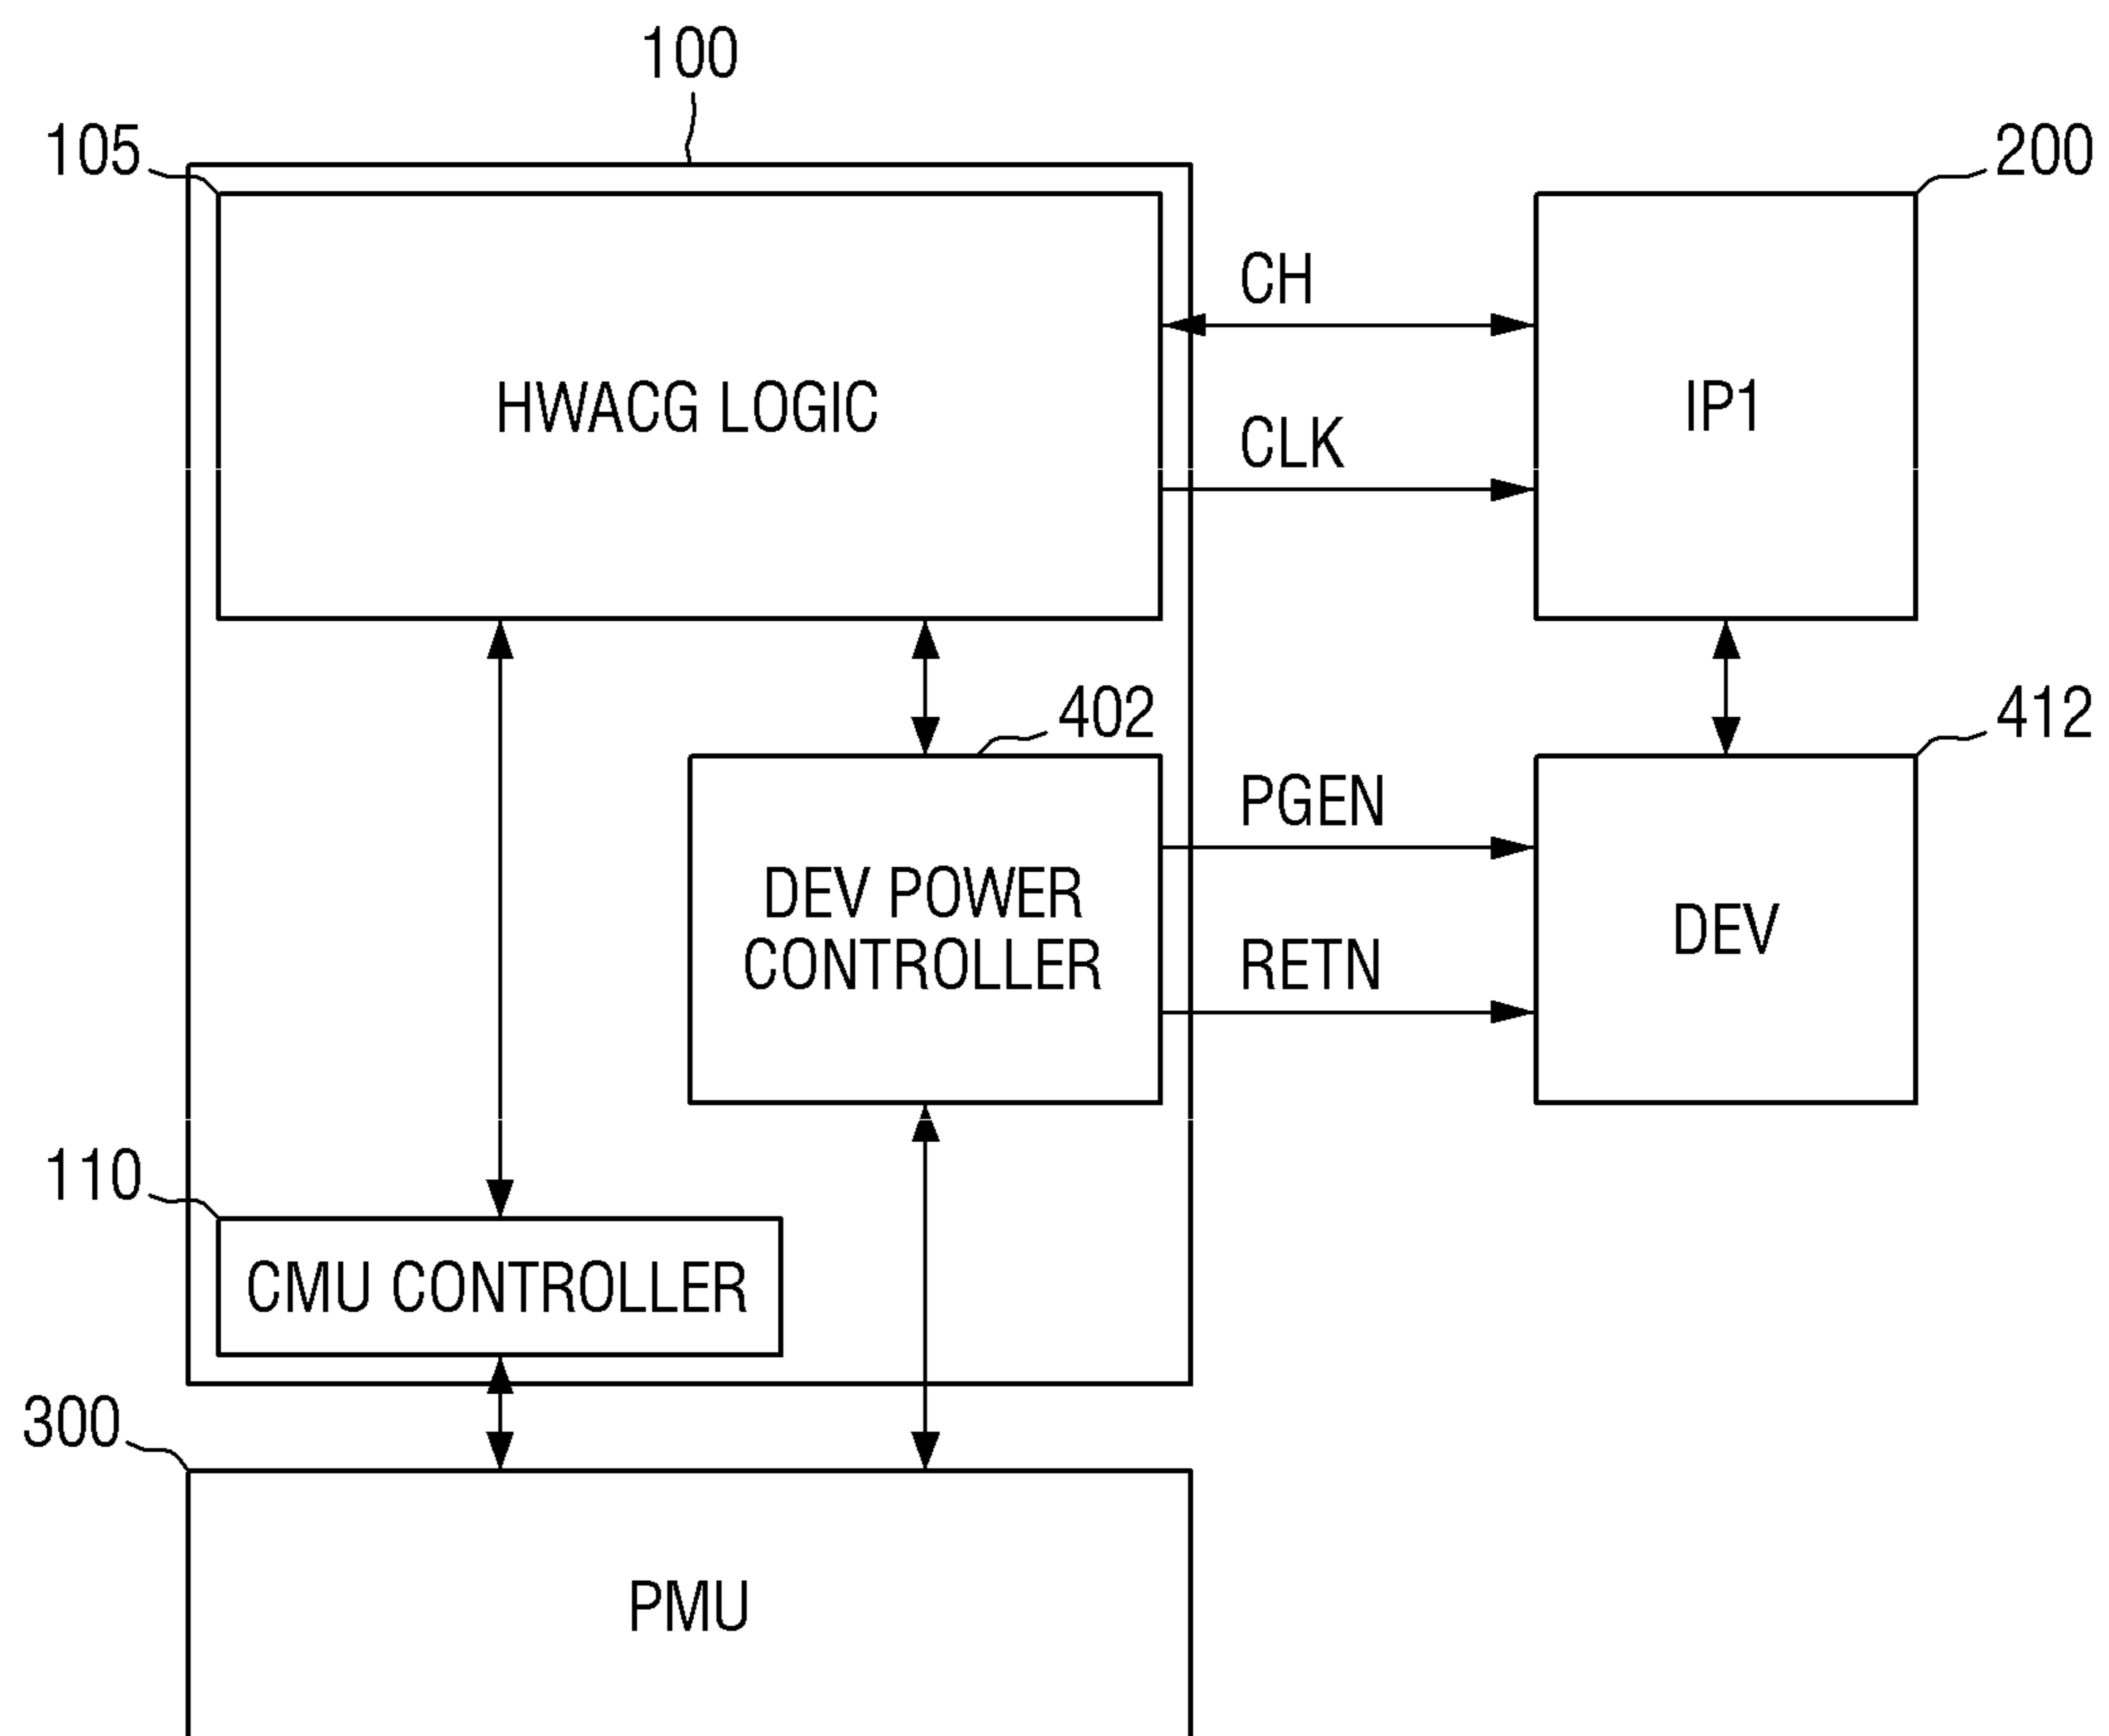 100
105
200
CH
HWACG LOGIC
IP1
CLK
402
412
PGEN
DEV POWER
CONTROLLER
DEV
RETN
110
CMU CONTROLLER
300
PMU